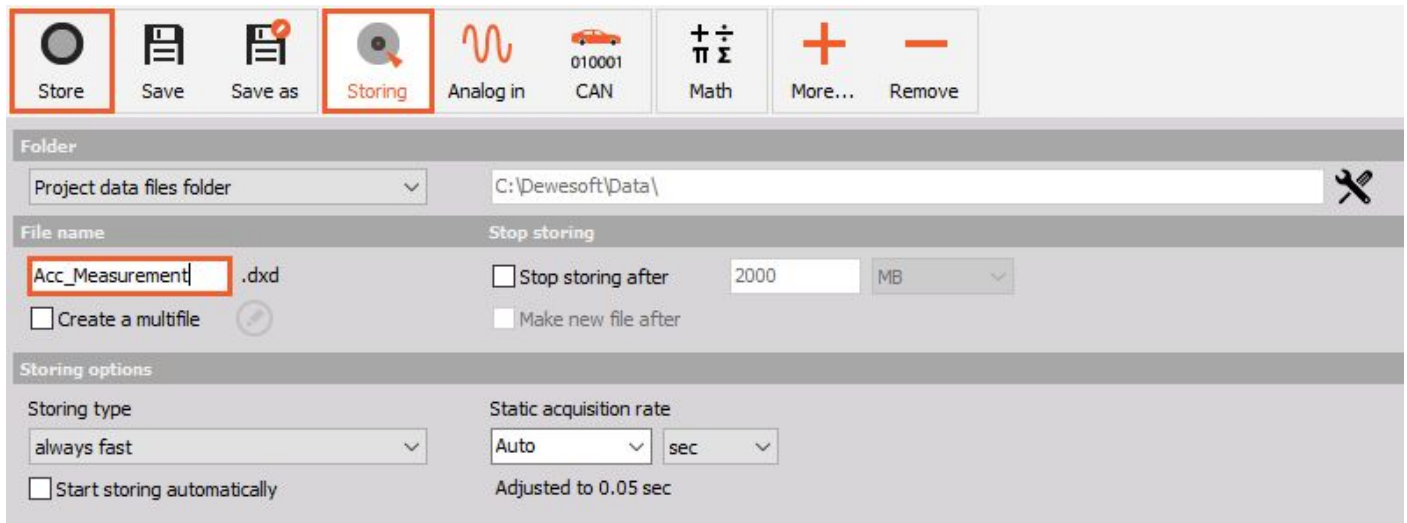 010001
+ ÷
π Σ
Store Save Save as Storing Analog in CAN Math More... Remove
Folder
Project data files folder C:\Dewesoft\Data\
File name Stop storing
Acc_Measurement .dxd Stop storing after 2000 MB
Create a multifile Make new file after
Storing options
Storing type Static acquisition rate
always fast Auto sec
Start storing automatically Adjusted to 0.05 sec